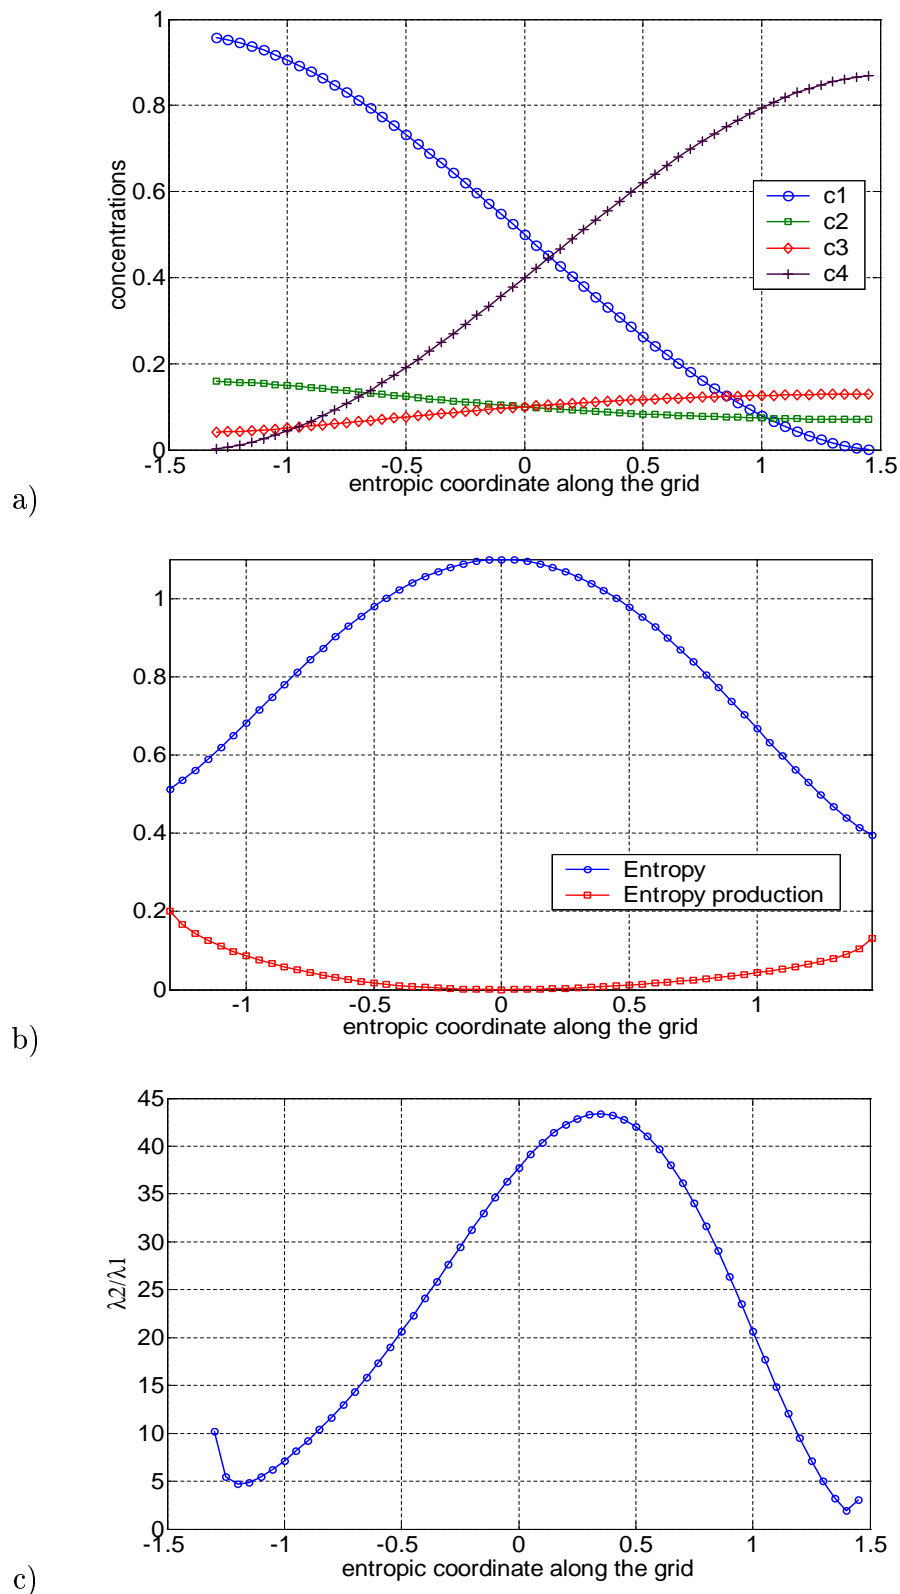 1
0.8
0.6
0.4
0.2
0
concentrations
c1
c2
c3
c4
-1.5
-1
-0.5
0
0.5
1
1.5
entropic coordinate along the grid
a)
1
0.8
0.6
0.4
0.2
0
Entropy
Entropy production
-1
-0.5
0
0.5
1
entropic coordinate along the grid
b)
45
40
35
30
25
20
15
10
5
0
λ2/λ1
-1.5
-1
-0.5
0
0.5
1
1.5
entropic coordinate along the grid
c)